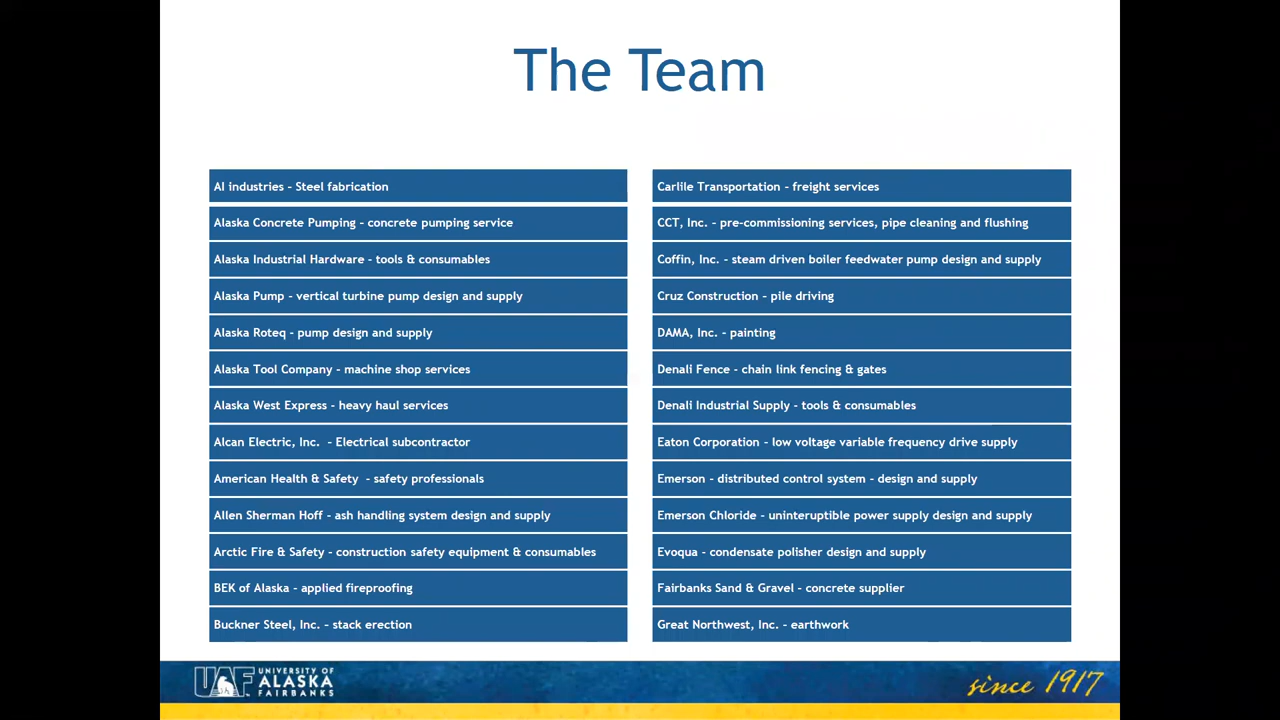 The Team
AI industries - Steel fabrication
Alaska Concrete Pumping - concrete pumping service
Alaska Industrial Hardware - tools & consumables
Alaska Pump - vertical turbine pump design and supply
Alaska Roteq - pump design and supply
Alaska Tool Company - machine shop services
Alaska West Express - heavy haul services
Alcan Electric, Inc.  - Electrical subcontractor
American Health & Safety  - safety professionals
Allen Sherman Hoff - ash handling system design and supply
Arctic Fire & Safety - construction safety equipment & consumables
BEK of Alaska - applied fireproofing
Buckner Steel, Inc. - stack erection
Carlile Transportation - freight services
CCT, Inc. - pre-commissioning services, pipe cleaning and flushing
Coffin, Inc. - steam driven boiler feedwater pump design and supply
Cruz Construction - pile driving
DAMA, Inc. - painting
Denali Fence - chain link fencing & gates
Denali Industrial Supply - tools & consumables
Eaton Corporation - low voltage variable frequency drive supply
Emerson - distributed control system - design and supply
Emerson Chloride - uninteruptible power supply design and supply
Evoqua - condensate polisher design and supply
Fairbanks Sand & Gravel - concrete supplier
Great Northwest, Inc. - earthwork
UAF
UNIVERSITY OF
ALASKA
FAIRBANKS
since 1917